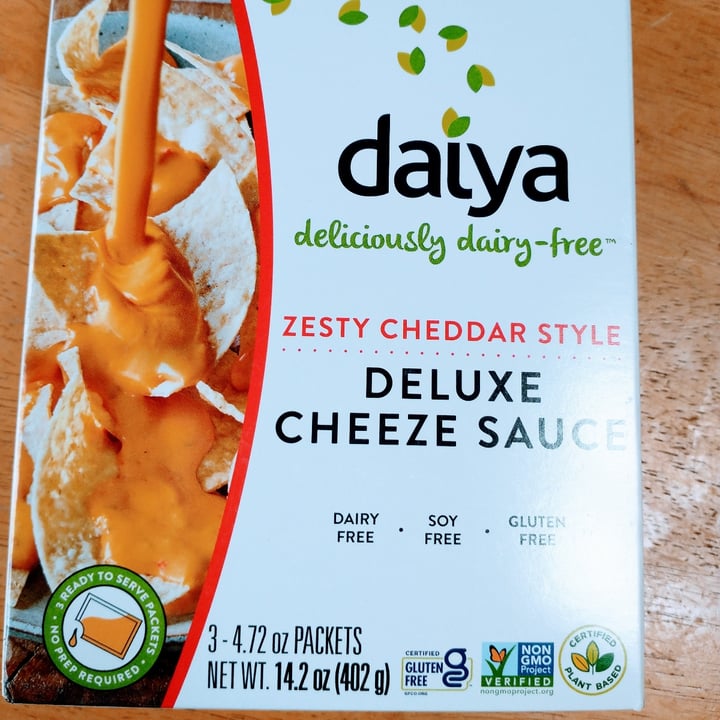 daiya
deliciously dairy-free™
ZESTY CHEDDAR STYLE
DELUXE
CHEEZE SAUCE
DAIRY
FREE
•
SOY
FREE
•
GLUTEN
FREE
3 READY TO SERVE PACKETS •
NO PREP REQUIRED •
3 - 4.72 oz PACKETS
NET WT. 14.2 oz (402 g)
CERTIFIED
GLUTEN
FREE
GFCO.ORG
NON
GMO
Project
VERIFIED
nongmoproject.org
CERTIFIED
PLANT BASED